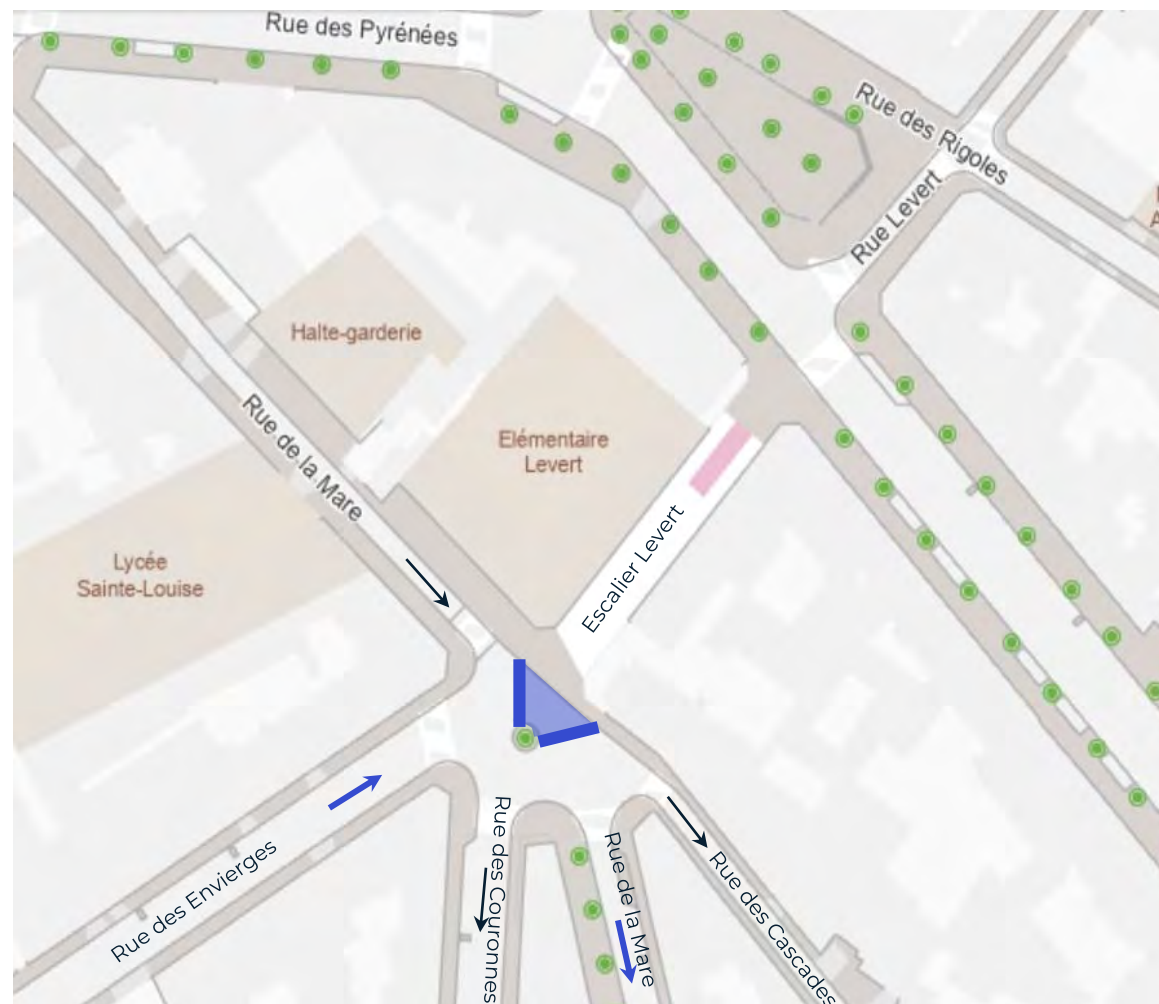 Rue des Pyrénées
Rue des Rigoles
Rue Levert
Halte-garderie
Rue de la Mare
Elémentaire
Levert
Lycée
Sainte-Louise
Escalier Levert
Rue des Envierges
Rue des Couronnes
Rue de la Mare
Rue des Cascades